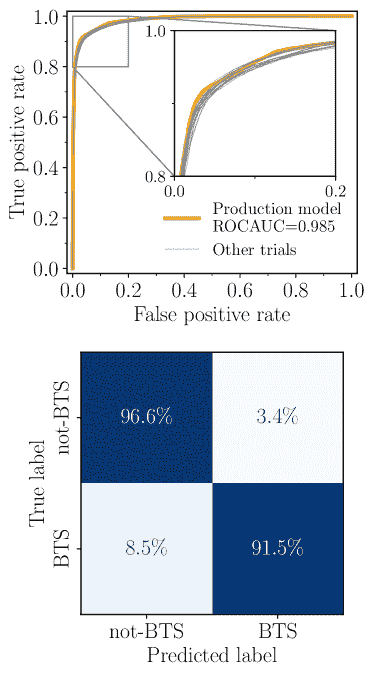 1.0
0.8
0.6
0.4
0.2
0.0
True positive rate
1.0
0.8
0.0
0.2
Production model
ROCAUC=0.985
Other trials
0.0
0.2
0.4
0.6
0.8
1.0
False positive rate
True label
not-BTS
BTS
96.6%
3.4%
8.5%
91.5%
not-BTS
BTS
Predicted label